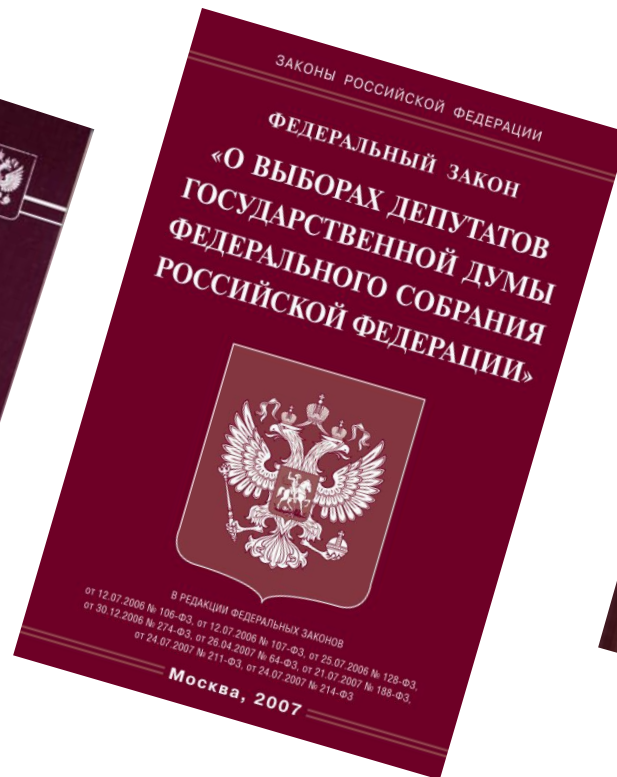 ЗАКОНЫ РОССИЙСКОЙ ФЕДЕРАЦИИ
ФЕДЕРАЛЬНЫЙ ЗАКОН
«О ВЫБОРАХ ДЕПУТАТОВ
ГОСУДАРСТВЕННОЙ ДУМЫ
ФЕДЕРАЛЬНОГО СОБРАНИЯ
РОССИЙСКОЙ ФЕДЕРАЦИИ»
В РЕДАКЦИИ ФЕДЕРАЛЬНЫХ ЗАКОНОВ
от 12.07.2006 № 106-ФЗ, от 12.07.2006 № 107-ФЗ, от 25.07.2006 № 128-ФЗ,
от 30.12.2006 № 274-ФЗ, от 26.04.2007 № 64-ФЗ, от 21.07.2007 № 188-ФЗ,
от 24.07.2007 № 211-ФЗ, от 24.07.2007 № 214-ФЗ
Москва, 2007